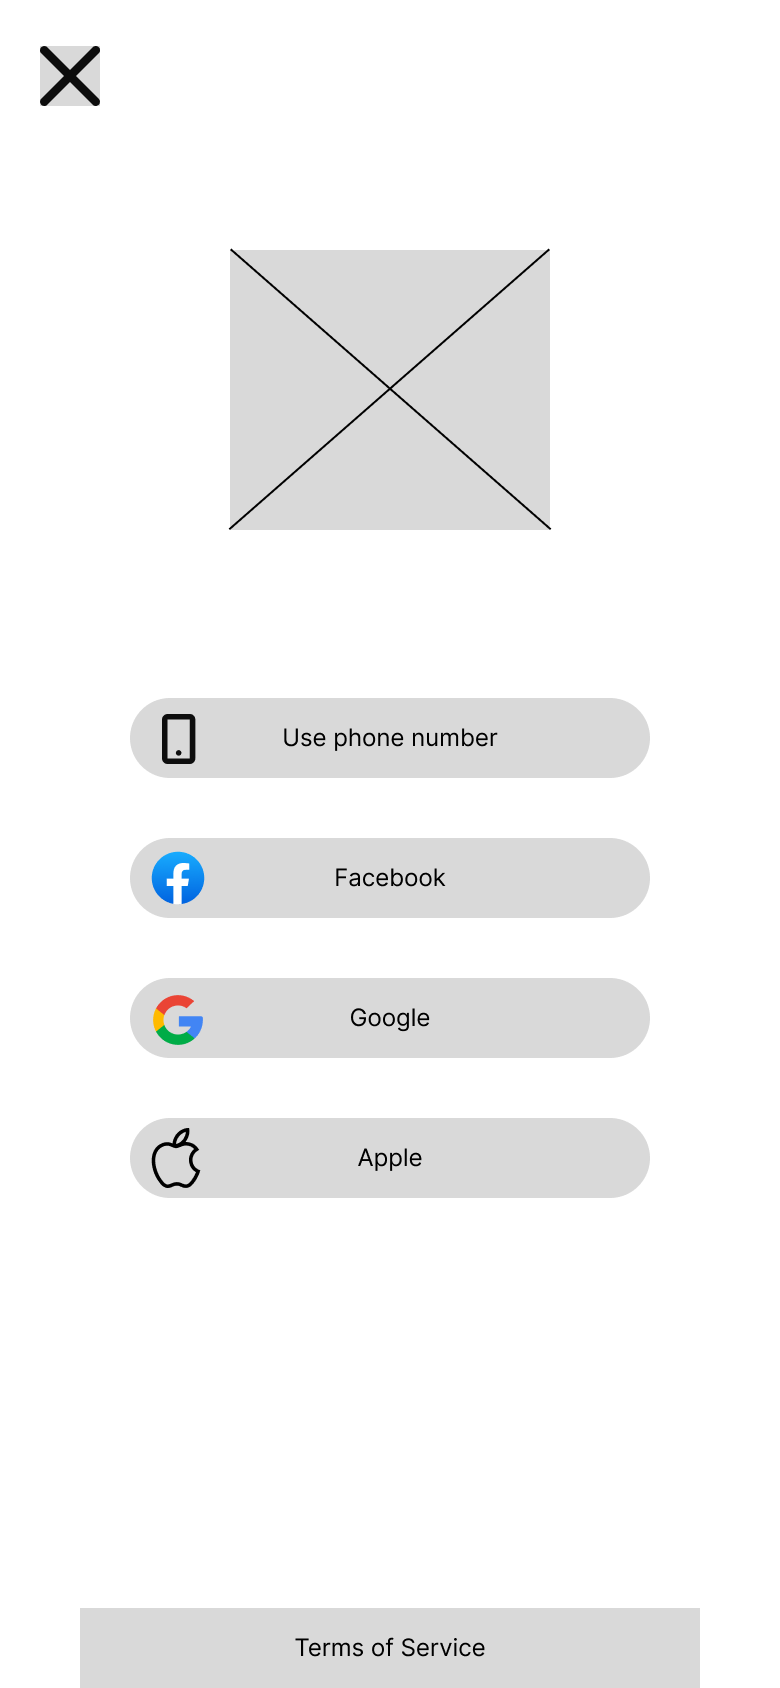 Use phone number
Facebook
Google
Apple
Terms of Service